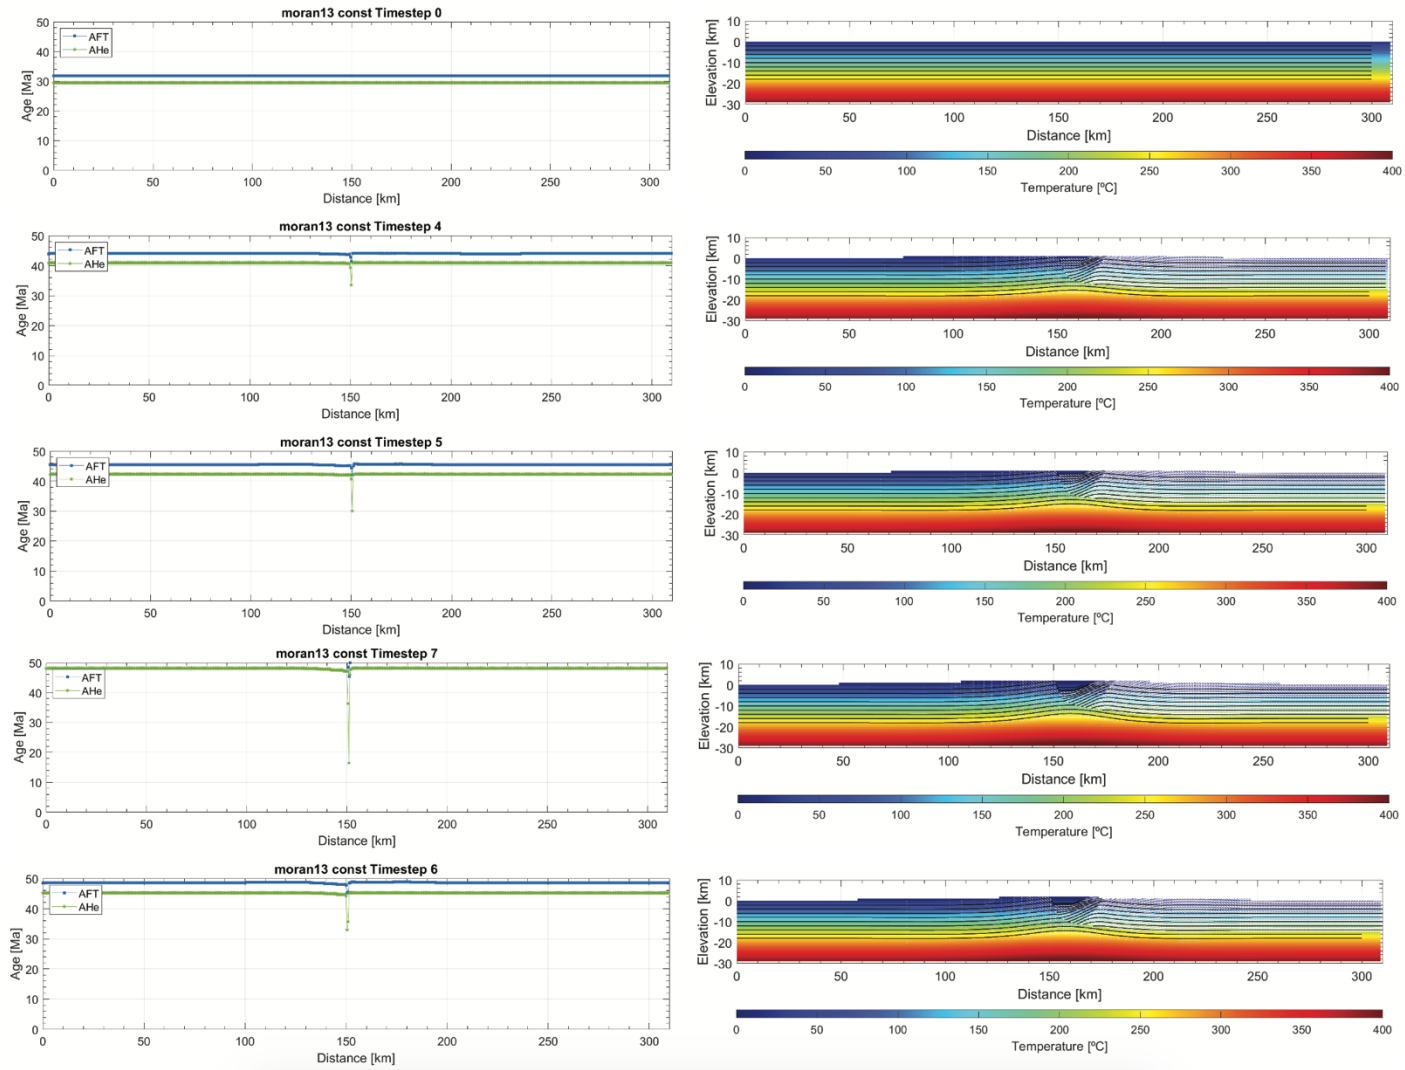 moran13 const Timestep 0
50
40
30
20
10
0
Age [Ma]
AFT
AHe
0 50 100 150 200 250 300
Distance [km]
10
0
-10
-20
-30
Elevation [km]
50 100 150 200 250 300
Distance [km]
0 50 100 150 200 250 300 350 400
Temperature [ºC]
moran13 const Timestep 4
50
40
30
20
10
0
Age [Ma]
AFT
AHe
0 50 100 150 200 250 300
Distance [km]
10
0
-10
-20
-30
Elevation [km]
0 50 100 150 200 250 300
Distance [km]
0 50 100 150 200 250 300 350 400
Temperature [ºC]
moran13 const Timestep 5
50
40
30
20
10
0
Age [Ma]
AFT
AHe
0 50 100 150 200 250 300
Distance [km]
10
0
-10
-20
-30
Elevation [km]
0 50 100 150 200 250 300
Distance [km]
0 50 100 150 200 250 300 350 400
Temperature [ºC]
moran13 const Timestep 7
50
40
30
20
10
0
Age [Ma]
AFT
AHe
0 50 100 150 200 250 300
Distance [km]
10
0
-10
-20
-30
Elevation [km]
0 50 100 150 200 250 300
Distance [km]
0 50 100 150 200 250 300 350 400
Temperature [ºC]
moran13 const Timestep 6
50
40
30
20
10
0
Age [Ma]
AFT
AHe
0 50 100 150 200 250 300
Distance [km]
10
0
-10
-20
-30
Elevation [km]
0 50 100 150 200 250 300
Distance [km]
0 50 100 150 200 250 300 350 400
Temperature [ºC]